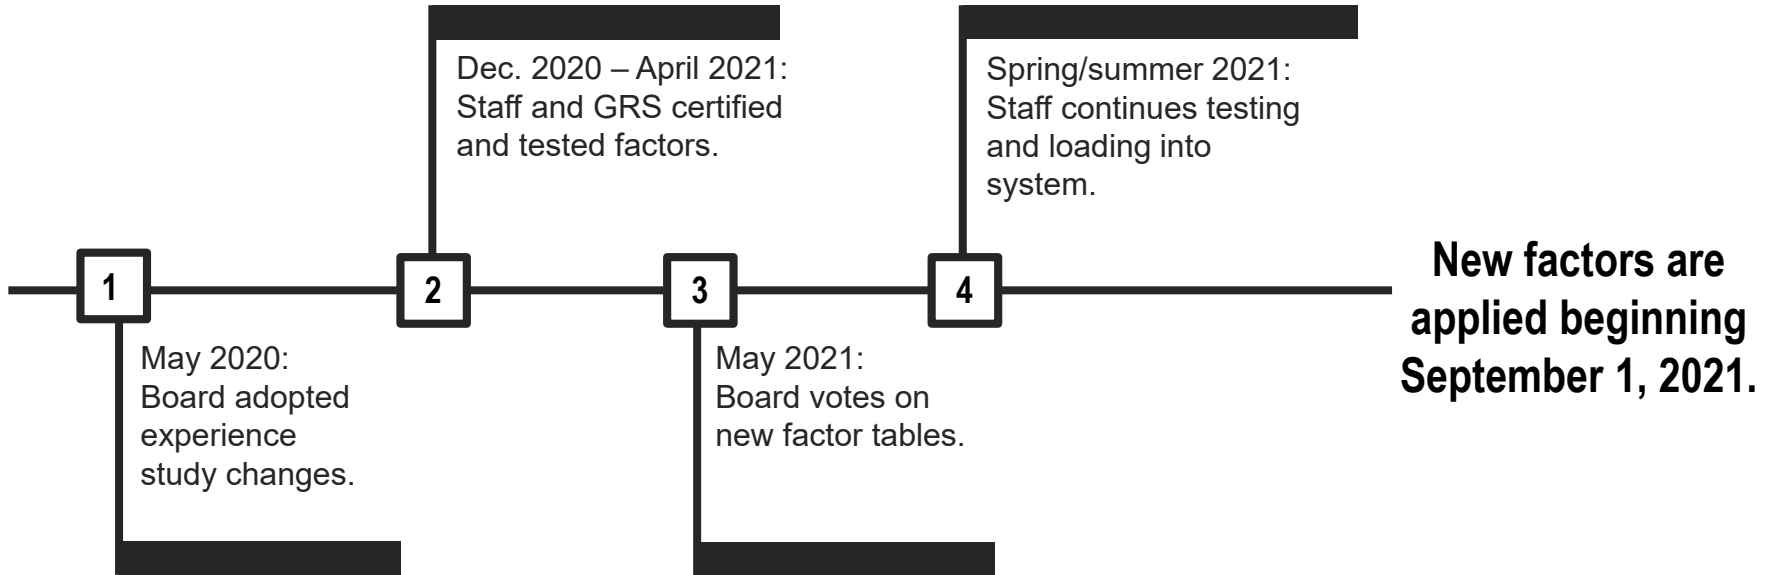 1
May 2020:
Board adopted
experience
study changes.
2
Dec. 2020 – April 2021:
Staff and GRS certified
and tested factors.
3
May 2021:
Board votes on
new factor tables.
4
Spring/summer 2021:
Staff continues testing
and loading into
system.
New factors are
applied beginning
September 1, 2021.